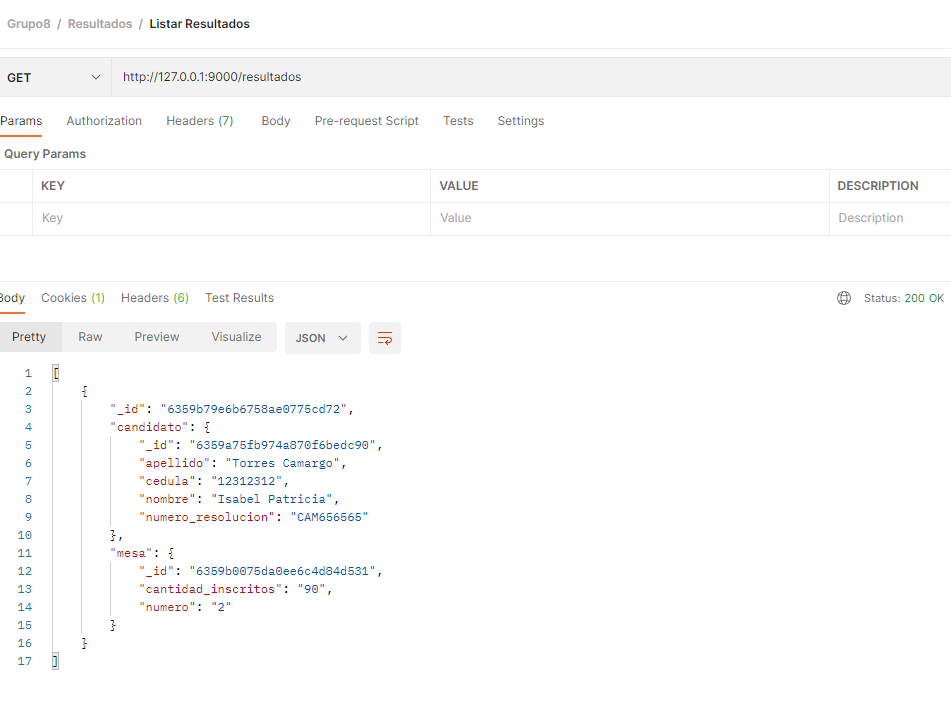 Grupo8 / Resultados / Listar Resultados
GET http://127.0.0.1:9000/resultados
Params Authorization Headers (7) Body Pre-request Script Tests Settings
Query Params
KEY VALUE DESCRIPTION
Key Value Description
Body Cookies (1) Headers (6) Test Results Status: 200 OK
Pretty Raw Preview Visualize JSON
1 [
2 {
3 "_id": "6359b79e6b6758ae0775cd72",
4 "candidato": {
5 "_id": "6359a75fb974a870f6bedc90",
6 "apellido": "Torres Camargo",
7 "cedula": "12312312",
8 "nombre": "Isabel Patricia",
9 "numero_resolucion": "CAM656565"
10 },
11 "mesa": {
12 "_id": "6359b0075da0ee6c4d84d531",
13 "cantidad_inscritos": "90",
14 "numero": "2"
15 }
16 }
17 ]